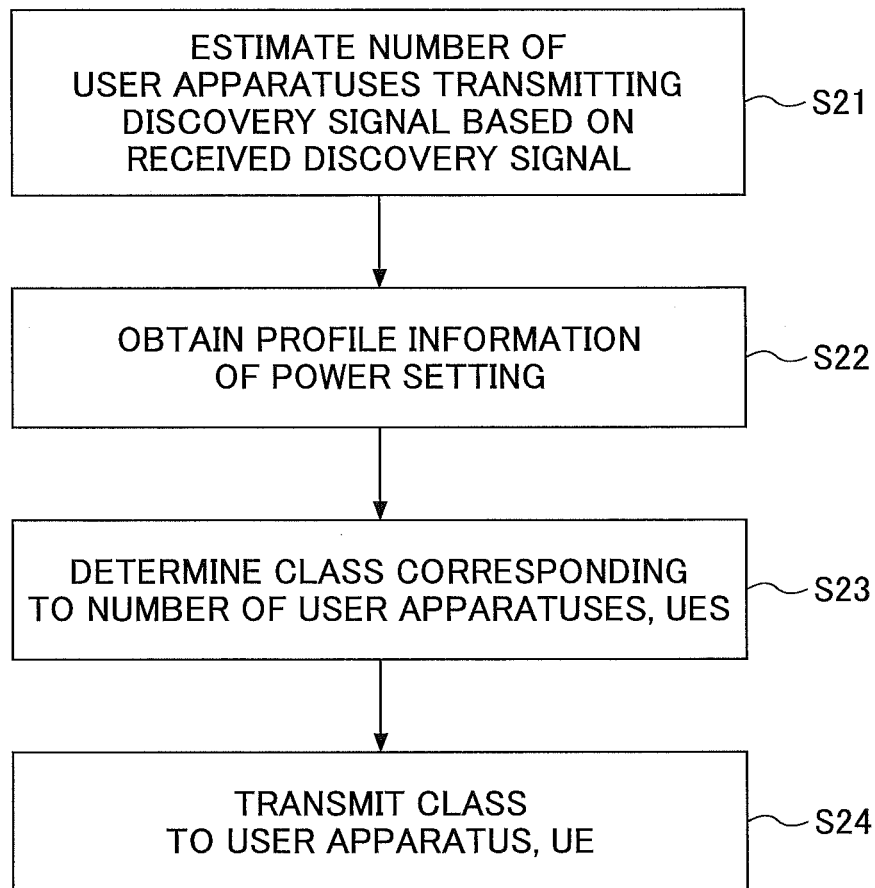 ESTIMATE NUMBER OF
USER APPARATUSES TRANSMITTING
DISCOVERY SIGNAL BASED ON
RECEIVED DISCOVERY SIGNAL
S21
OBTAIN PROFILE INFORMATION
OF POWER SETTING
S22
DETERMINE CLASS CORRESPONDING
TO NUMBER OF USER APPARATUSES, UES
S23
TRANSMIT CLASS
TO USER APPARATUS, UE
S24